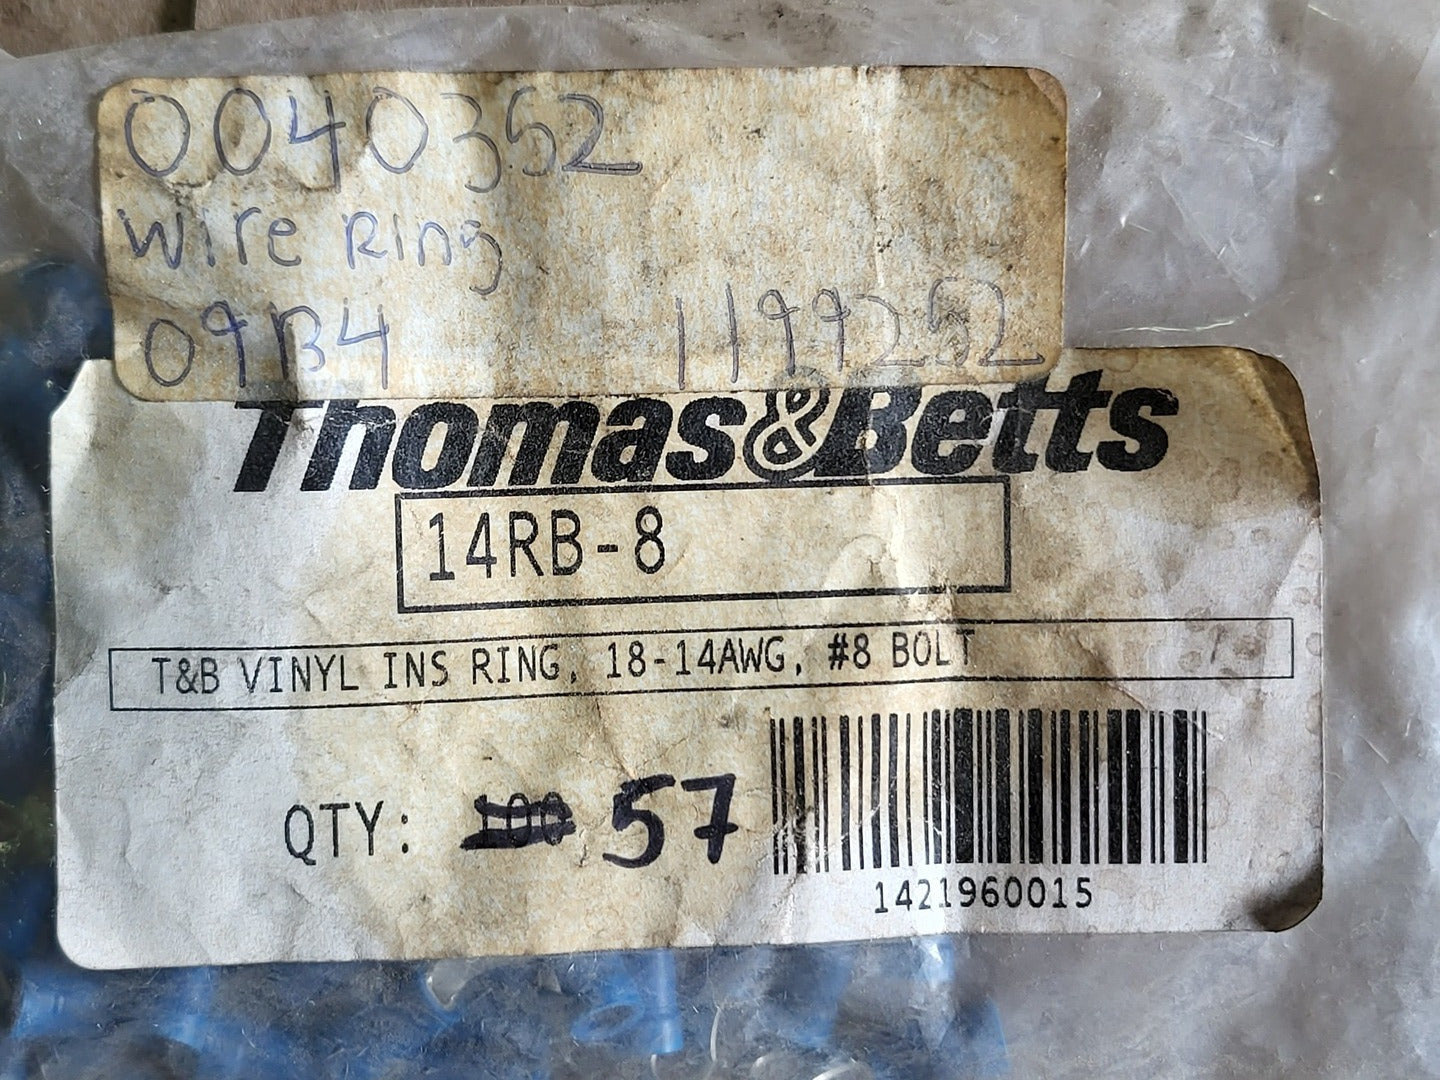 0040352
Wire Ring
09B4 1199252
Thomas&Betts
14RB-8
T&B VINYL INS RING, 18-14AWG, #8 BOLT
QTY: 100 57
1421960015